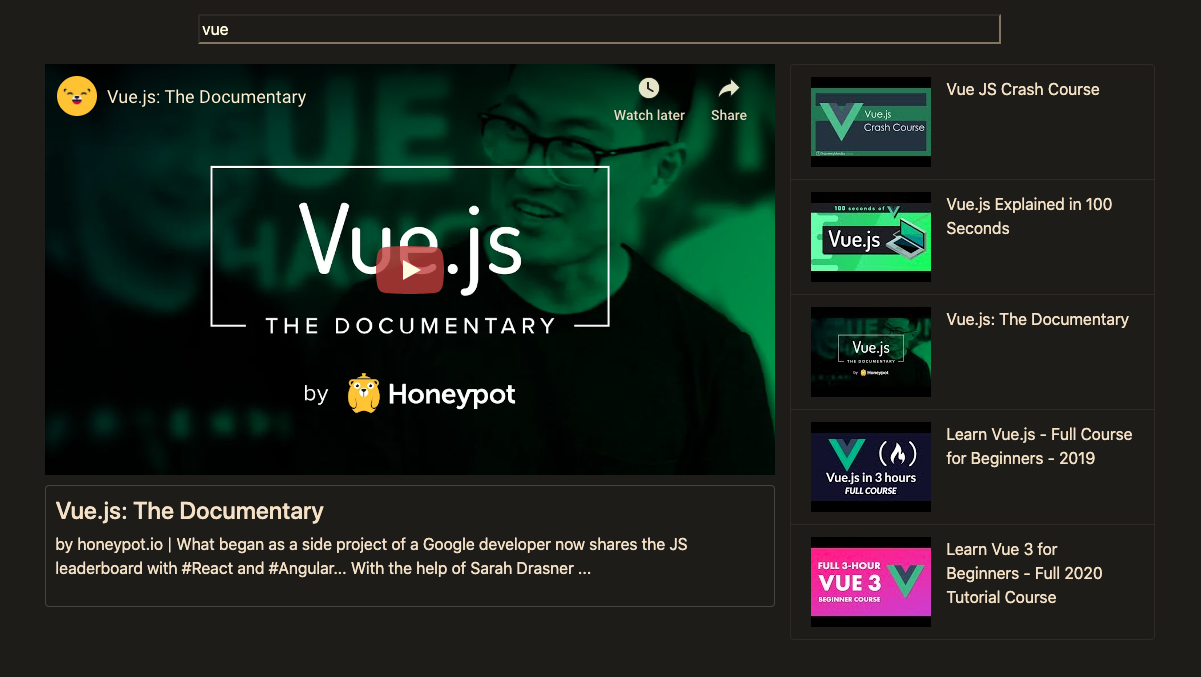 vue
Vue.js: The Documentary
Watch later
Share
Vue.js
THE DOCUMENTARY
by Honeypot
Vue.js: The Documentary
by honeypot.io | What began as a side project of a Google developer now shares the JS
leaderboard with #React and #Angular... With the help of Sarah Drasner ...
Vue.js
Crash Course
Vue JS Crash Course
100 seconds of
Vue.js
Vue.js Explained in 100
Seconds
Vue.js
THE DOCUMENTARY
by Honeypot
Vue.js: The Documentary
Vue.js in 3 hours
FULL COURSE
Learn Vue.js - Full Course
for Beginners - 2019
FULL 3-HOUR
VUE 3
BEGINNER COURSE
Learn Vue 3 for
Beginners - Full 2020
Tutorial Course